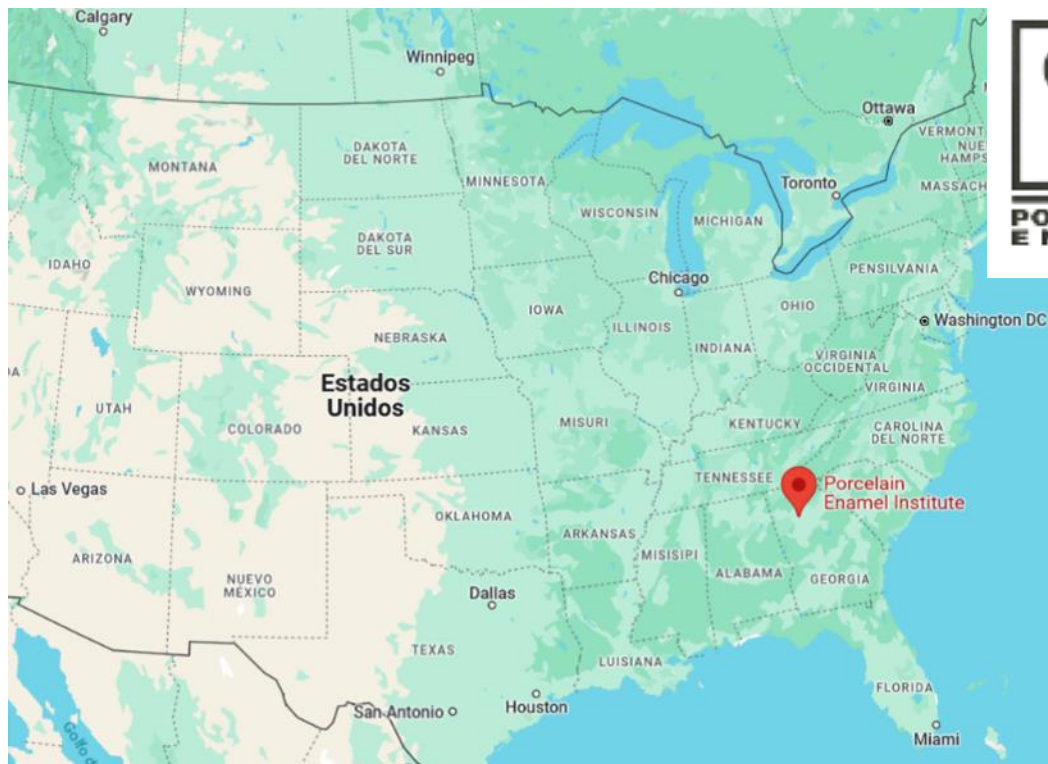 Calgary
Winnipeg
Ottawa
DAKOTA
DEL NORTE
MONTANA
MINNESOTA
VERMONT
Toronto
WISCONSIN
MICHIGAN
DAKOTA
DEL SUR
IDAHO
WYOMING
PENSILVANIA
Chicago
IOWA
OHIO
Washington DC
NEBRASKA
ILLINOIS
INDIANA
VIRGINIA
OCCIDENTAL
Estados
Unidos
UTAH
COLORADO
KANSAS
MISURI
KENTUCKY
VIRGINIA
CAROLINA
DEL NORTE
Las Vegas
TENNESSEE
Porcelain
Enamel Institute
OKLAHOMA
ARKANSAS
ARIZONA
NUEVO
MÉXICO
MISISIPI
ALABAMA
GEORGIA
Dallas
TEXAS
LUISIANA
San Antonio
Houston
FLORIDA
Miami
Golfo d